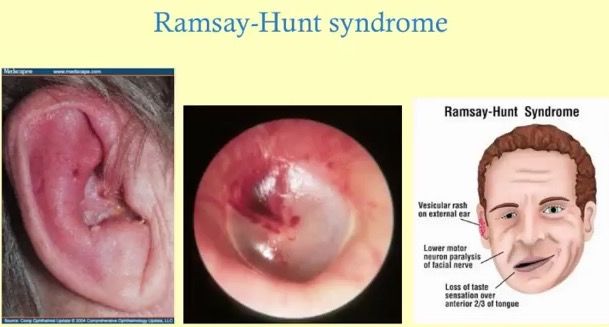 Ramsay-Hunt syndrome
Medscape www.medscape.com
Source: Comp Ophthalmol Update © 2004 Comprehensive Ophthalmology Update, LLC
Ramsay-Hunt Syndrome
Vesicular rash
on external ear
Lower motor
neuron paralysis
of facial nerve
Loss of taste
sensation over
anterior 2/3 of tongue